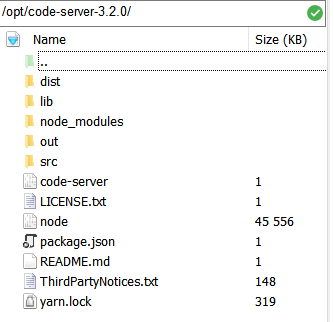 /opt/code-server-3.2.0/
Name Size (KB)
..
dist
lib
node_modules
out
src
code-server 1
LICENSE.txt 1
node 45 556
package.json 1
README.md 1
ThirdPartyNotices.txt 148
yarn.lock 319